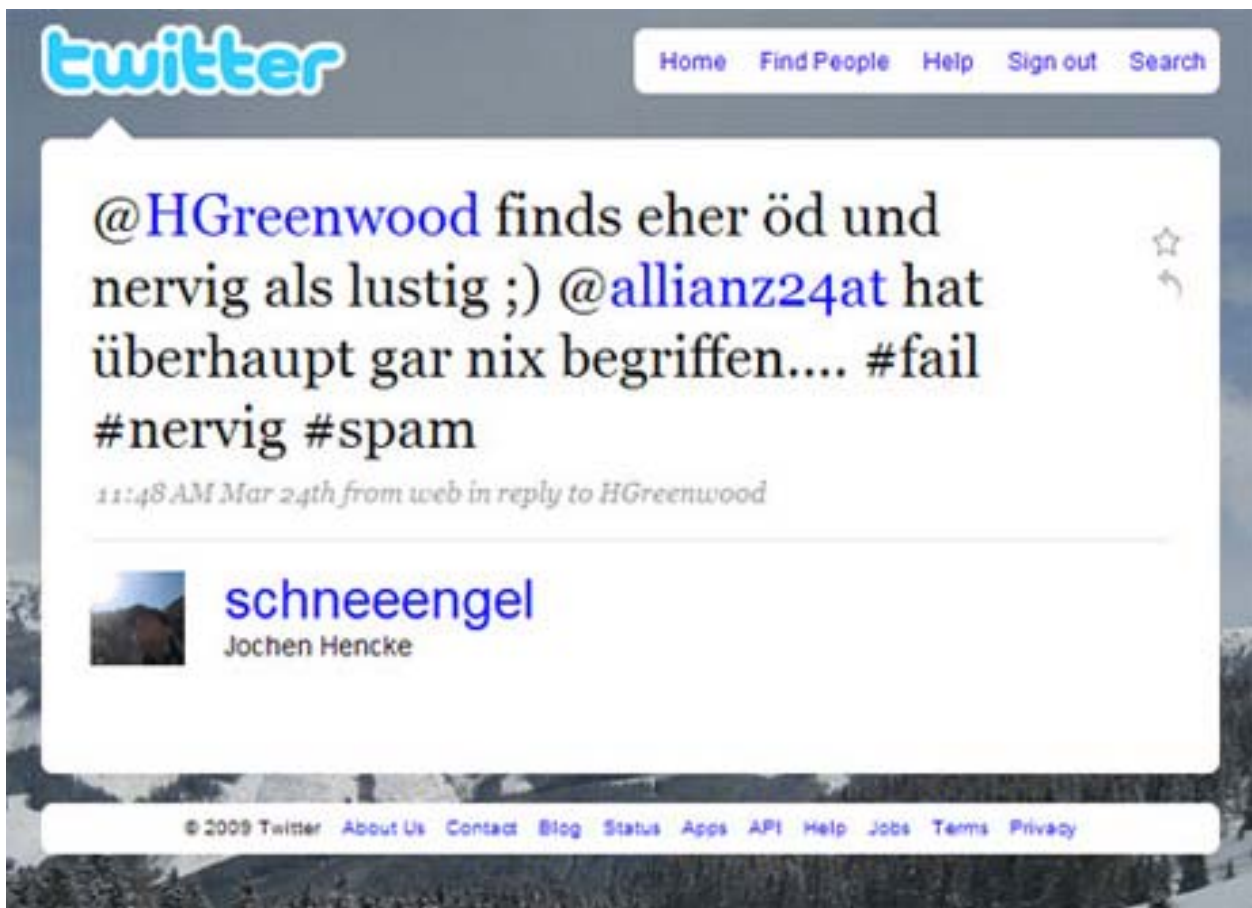 twitter
Home Find People Help Sign out Search
@HGreenwood finds eher öd und
nervig als lustig ;) @allianz24at hat
überhaupt gar nix begriffen.... #fail
#nervig #spam
11:48 AM Mar 24th from web in reply to HGreenwood
schneeengel
Jochen Hencke
© 2009 Twitter About Us Contact Blog Status Apps API Help Jobs Terms Privacy